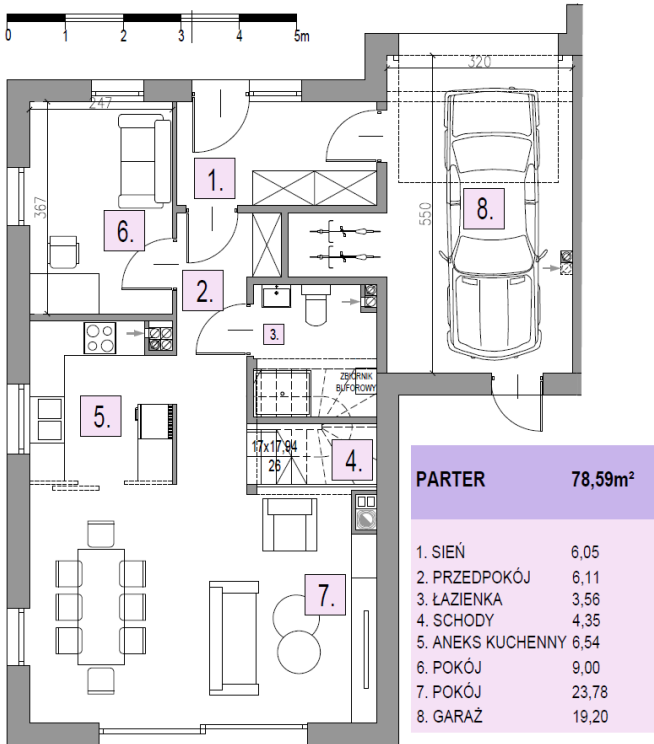 0 1 2 3 4 5m
320
247
1.
367
6.
550
8.
2.
3.
ZBIORNIK
BUFOROWY
5.
17x17,94
26
4.
PARTER 78,59m²
1. SIEŃ 6,05
2. PRZEDPOKÓJ 6,11
3. ŁAZIENKA 3,56
4. SCHODY 4,35
5. ANEKS KUCHENNY 6,54
6. POKÓJ 9,00
7. POKÓJ 23,78
8. GARAŻ 19,20
7.